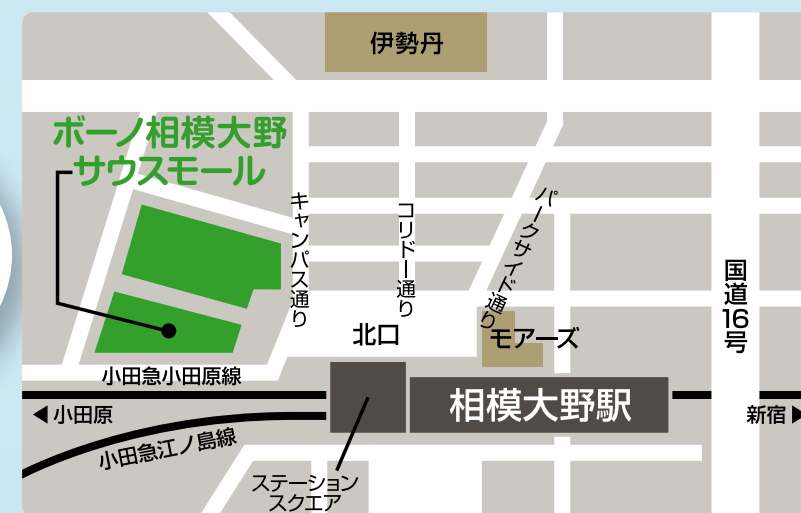 伊勢丹
ボーノ相模大野
サウスモール
キャンパス通り
コリドー通り
パークサイド通り
国道16号
北口
モアーズ
小田急小田原線
相模大野駅
◀小田原
新宿▶
小田急江ノ島線
ステーション
スクエア